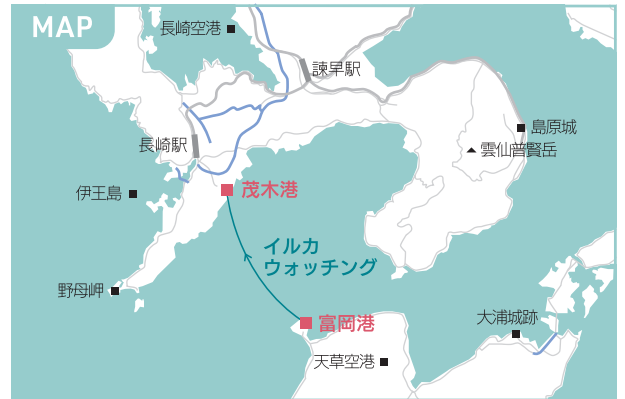 MAP
長崎空港
諫早駅
島原城
長崎駅
雲仙普賢岳
伊王島
茂木港
イルカ
ウォッチング
野母岬
富岡港
大浦城跡
天草空港